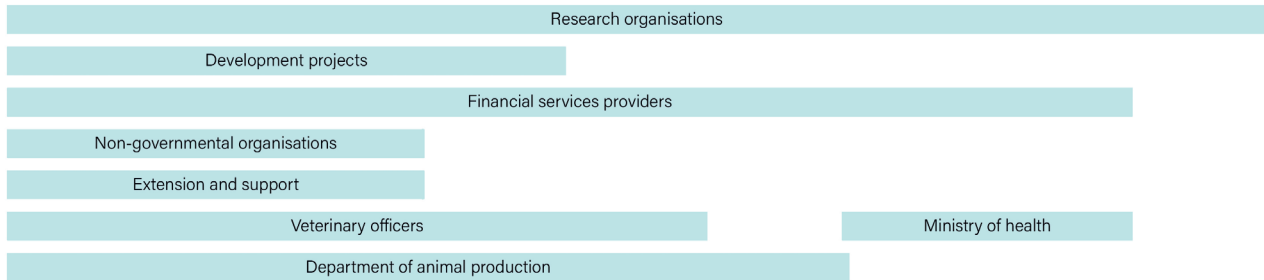 Research organisations
Development projects
Financial services providers
Non-governmental organisations
Extension and support
Veterinary officers
Ministry of health
Department of animal production